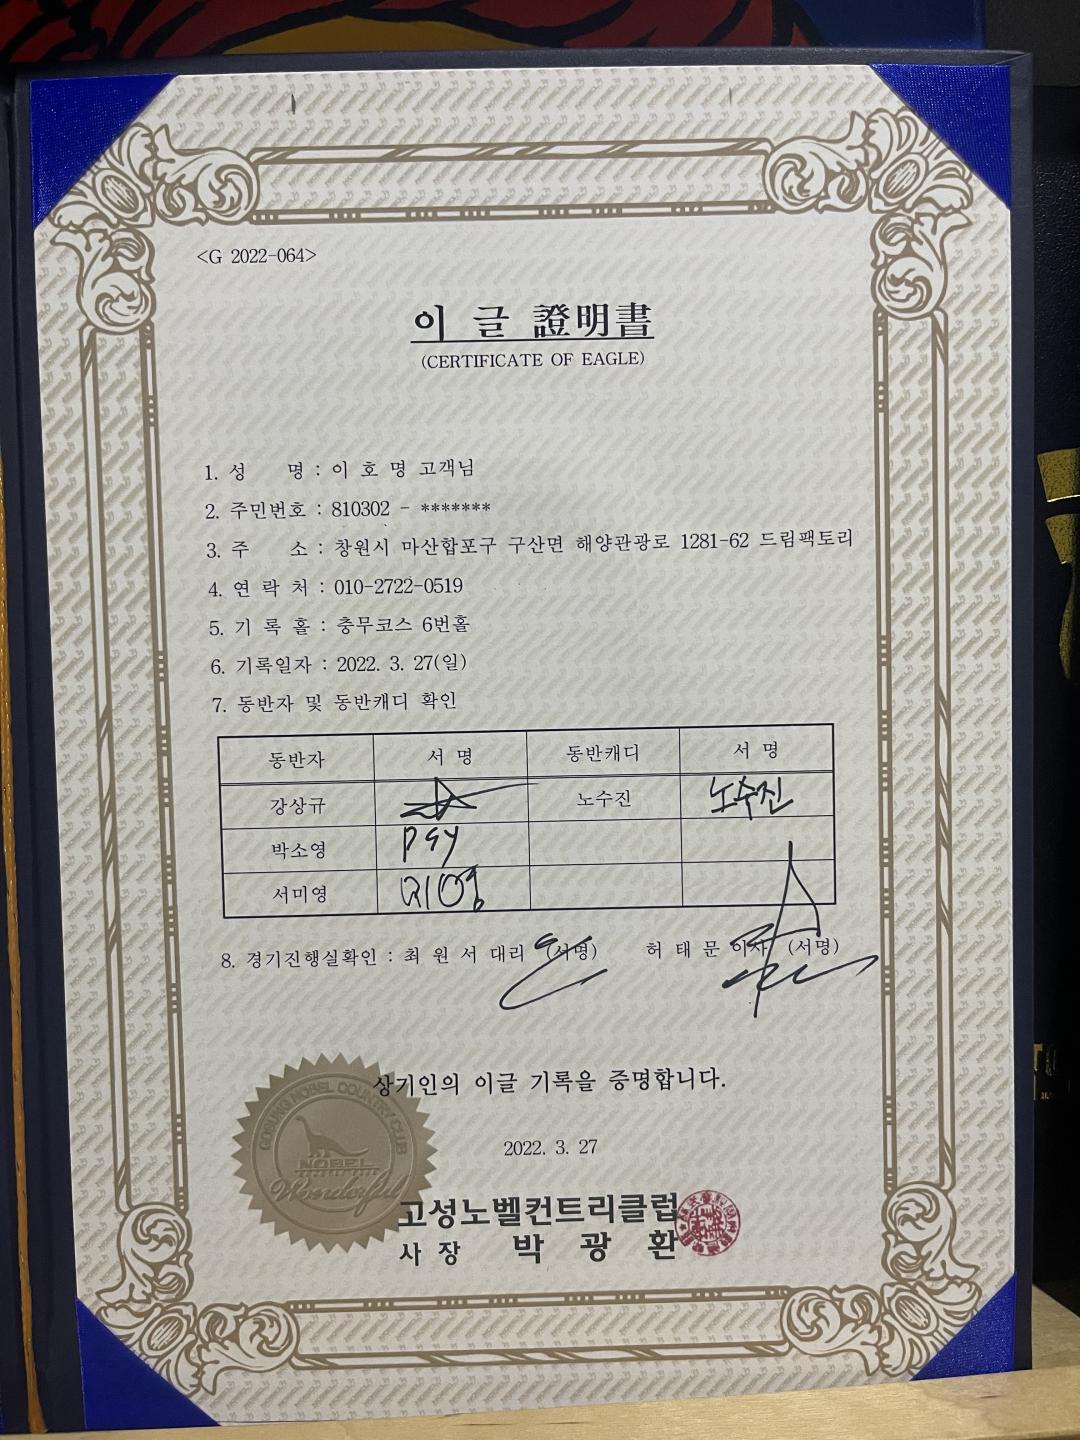 <G 2022-064>
이 글 證明書
(CERTIFICATE OF EAGLE)
1. 성 명 : 이 호 명 고객님
2. 주민번호 : 810302 - *******
3. 주 소 : 창원시 마산합포구 구산면 해양관광로 1281-62 드림팩토리
4. 연 락 처 : 010-2722-0519
5. 기 록 홀 : 충무코스 6번홀
6. 기록일자 : 2022. 3. 27(일)
7. 동반자 및 동반캐디 확인
동반자 서 명 동반캐디 서 명
강상규 노수진 노수진
박소영 psy
서미영 미영
8. 경기진행실확인 : 최 원 서 대리 (서명) 허 태 문 이사 (서명)
상기인의 이글 기록을 증명합니다.
2022. 3. 27
NOBEL COUNTRY CLUB
NOBEL
Wonderful
고성노벨컨트리클럽
사 장 박 광 환